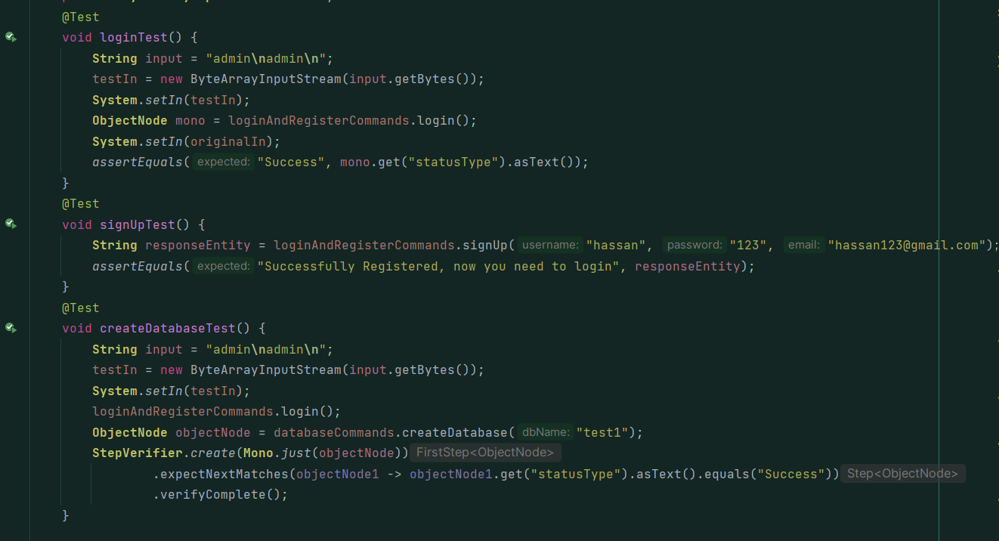 @Test
void loginTest() {
String input = "admin\nadmin\n";
testIn = new ByteArrayInputStream(input.getBytes());
System.setIn(testIn);
ObjectNode mono = loginAndRegisterCommands.login();
System.setIn(originalIn);
assertEquals( expected: "Success", mono.get("statusType").asText());
}
@Test
void signUpTest() {
String responseEntity = loginAndRegisterCommands.signUp( username: "hassan", password: "123", email: "hassan123@gmail.com");
assertEquals( expected: "Successfully Registered, now you need to login", responseEntity);
}
@Test
void createDatabaseTest() {
String input = "admin\nadmin\n";
testIn = new ByteArrayInputStream(input.getBytes());
System.setIn(testIn);
loginAndRegisterCommands.login();
ObjectNode objectNode = databaseCommands.createDatabase( dbName: "test1");
StepVerifier.create(Mono.just(objectNode)) FirstStep<ObjectNode>
.expectNextMatches(objectNode1 -> objectNode1.get("statusType").asText().equals("Success")) Step<ObjectNode>
.verifyComplete();
}